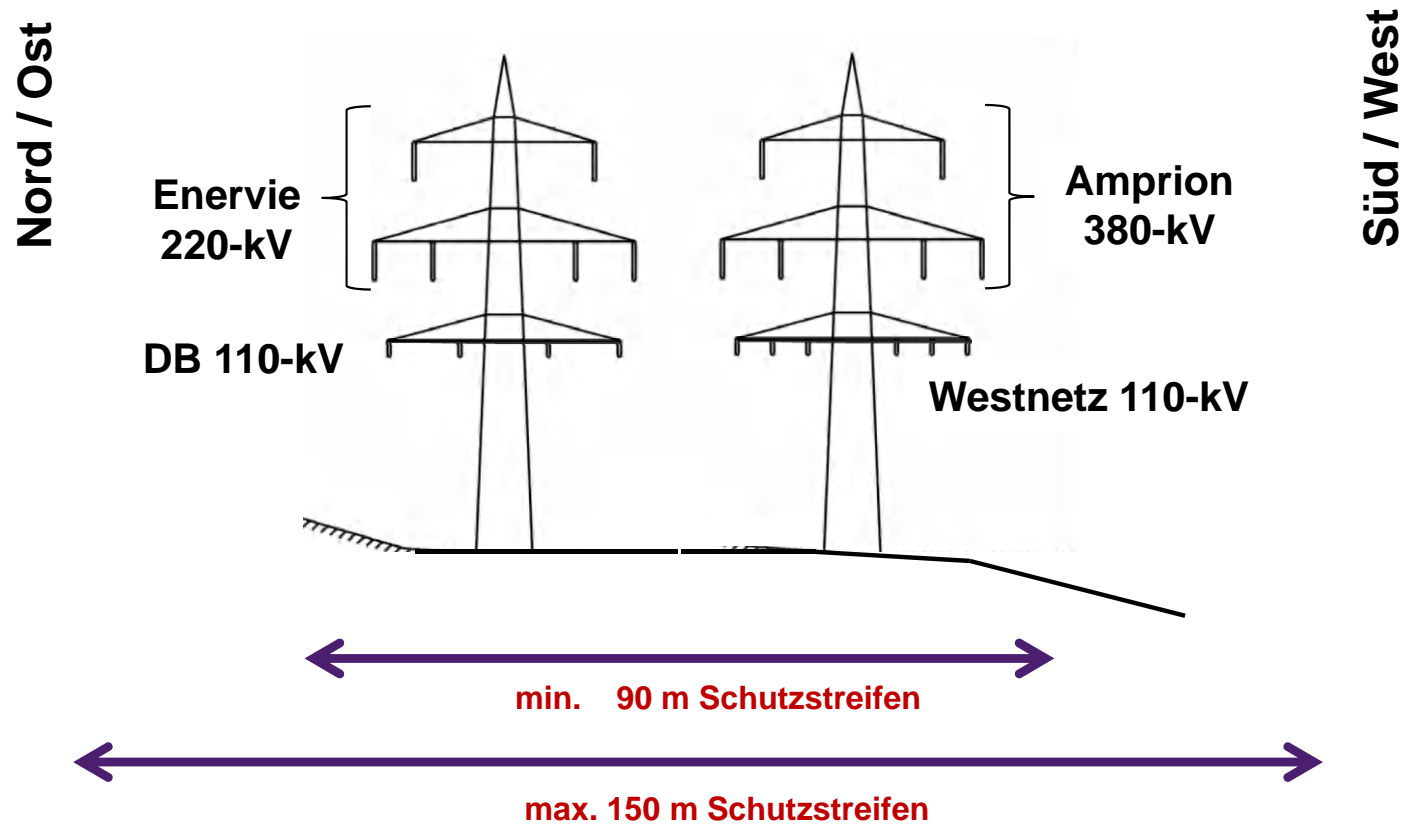 Nord / Ost
Süd / West
Enervie
220-kV
Amprion
380-kV
DB 110-kV
Westnetz 110-kV
min. 90 m Schutzstreifen
max. 150 m Schutzstreifen